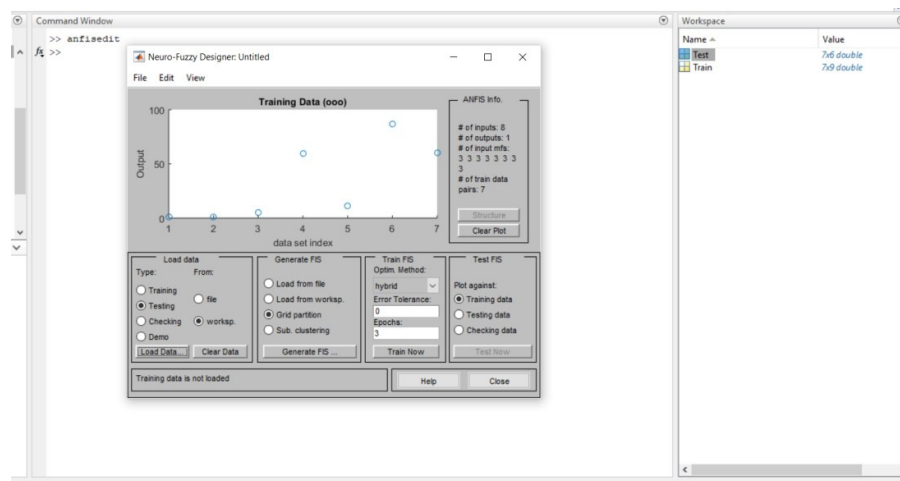 Command Window
>> anfisedit
fx >>
Workspace
Name Value
Test 7x6 double
Train 7x9 double
Neuro-Fuzzy Designer: Untitled
File Edit View
Training Data (ooo)
100
50
0
Output
1 2 3 4 5 6 7
data set index
ANFIS Info.
# of inputs: 8
# of outputs: 1
# of input mfs:
3 3 3 3 3 3 3
3
# of train data
pairs: 7
Structure
Clear Plot
Load data
Type: From:
Training
Testing
Checking
Demo
file
worksp.
Load Data... Clear Data
Generate FIS
Load from file
Load from worksp.
Grid partition
Sub. clustering
Generate FIS ...
Train FIS
Optim. Method:
hybrid
Error Tolerance:
0
Epochs:
3
Train Now
Test FIS
Plot against:
Training data
Testing data
Checking data
Test Now
Training data is not loaded
Help Close